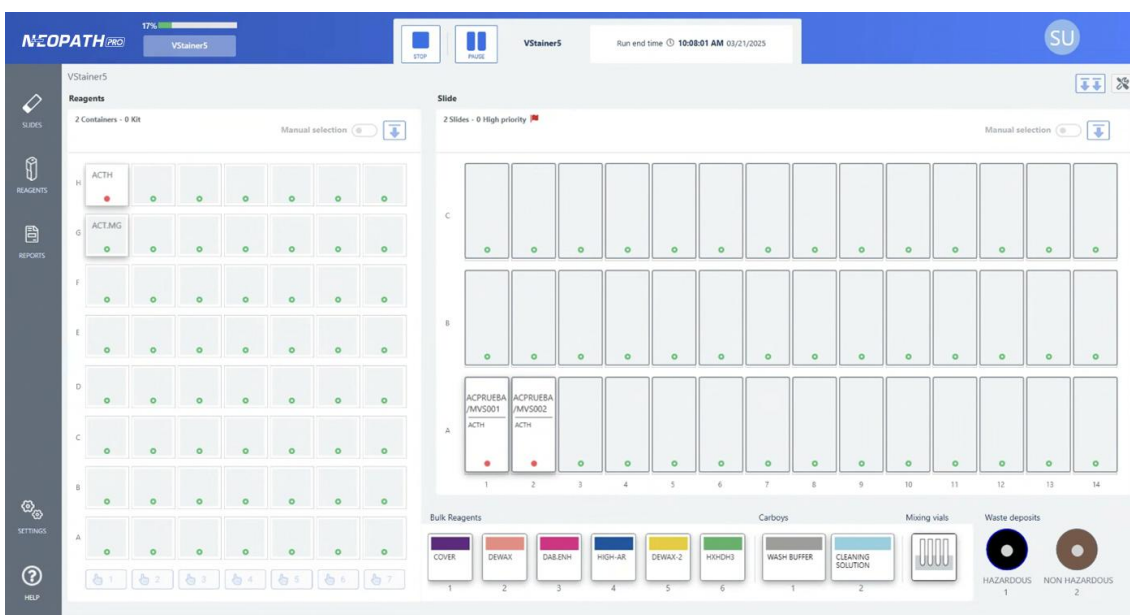 NEOPATH PRO
17%
VStainer5
STOP
PAUSE
VStainer5
Run end time 10:08:01 AM 03/21/2025
SU
SLIDES
REAGENTS
REPORTS
SETTINGS
HELP
VStainer5
Reagents
2 Containers - 0 Kit
Manual selection
H
ACTH
G
ACT.MG
F
E
D
C
B
A
1 2 3 4 5 6 7
Slide
2 Slides - 0 High priority
Manual selection
C
B
A
ACPRUEBA
/MVS001
ACTH
ACPRUEBA
/MVS002
ACTH
1 2 3 4 5 6 7 8 9 10 11 12 13 14
Bulk Reagents
COVER
DEWAX
DAB.ENH
HIGH-AR
DEWAX-2
HXHDH3
1 2 3 4 5 6
Carboys
WASH BUFFER
CLEANING
SOLUTION
1 2
Mixing vials
Waste deposits
HAZARDOUS
1
NON HAZARDOUS
2